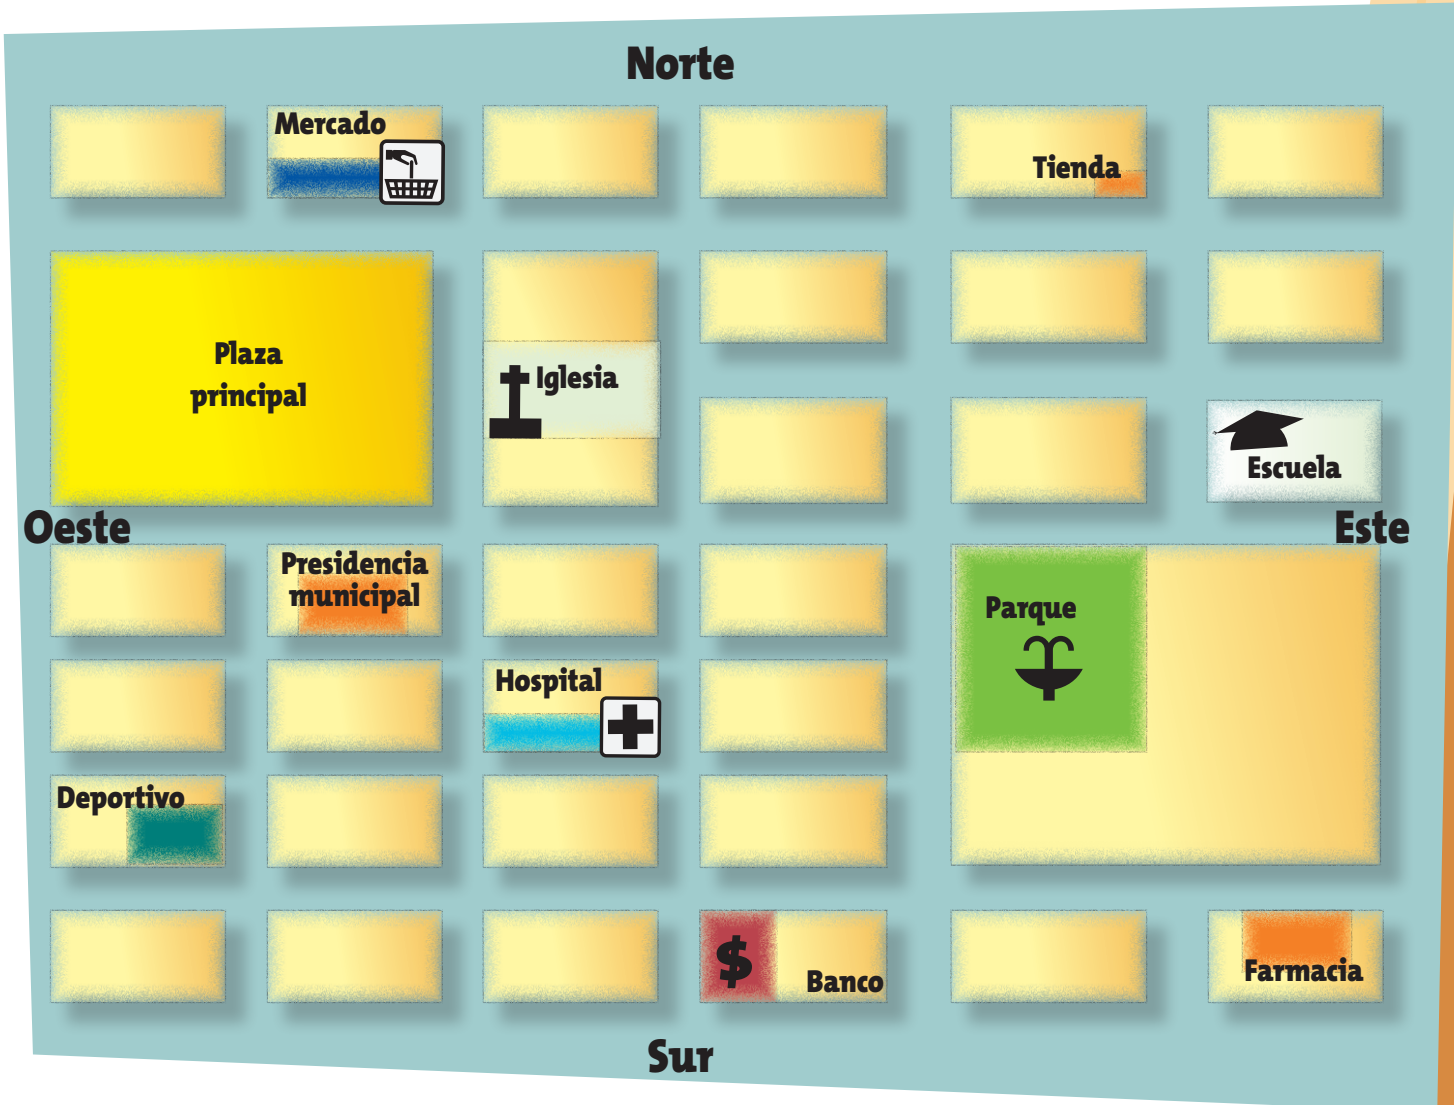 Norte
Mercado
Tienda
Plaza
principal
Iglesia
Escuela
Oeste
Este
Presidencia
municipal
Parque
Hospital
Deportivo
$
Banco
Farmacia
Sur